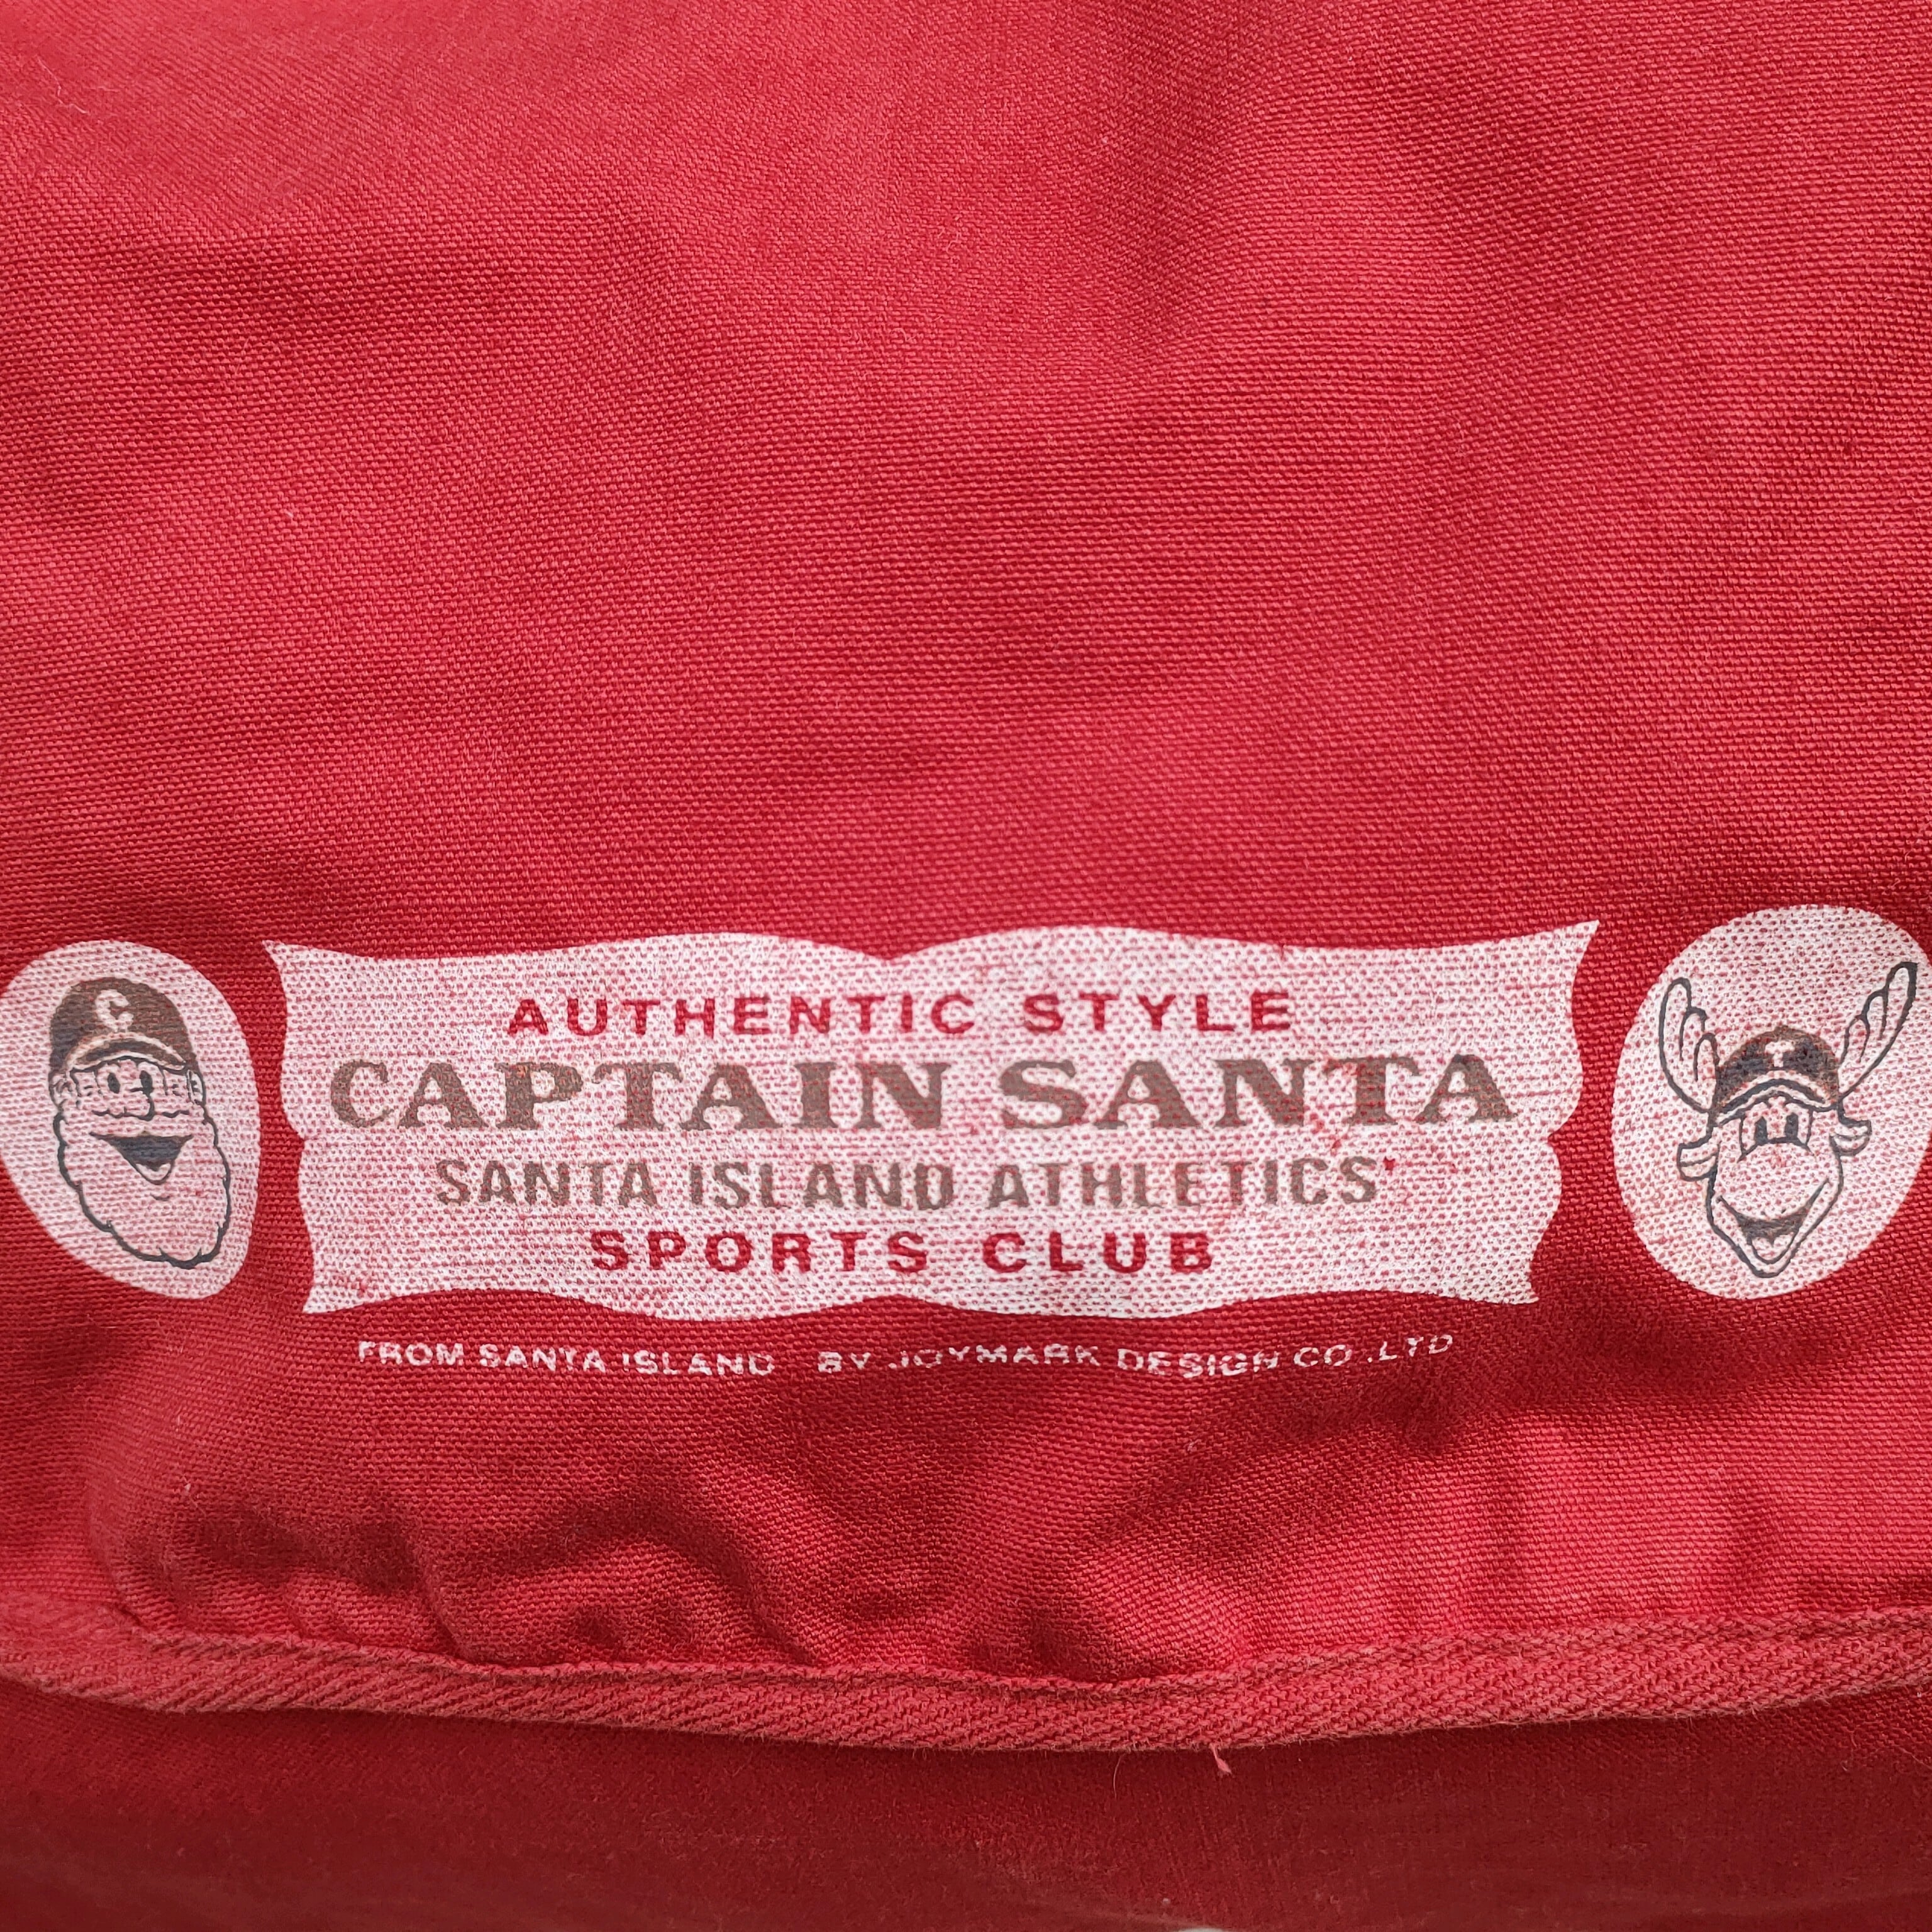 AUTHENTIC STYLE
CAPTAIN SANTA
SANTA ISLAND ATHLETICS'
SPORTS CLUB
FROM SANTA ISLAND BY JOYMARK DESIGN CO.,LTD
C